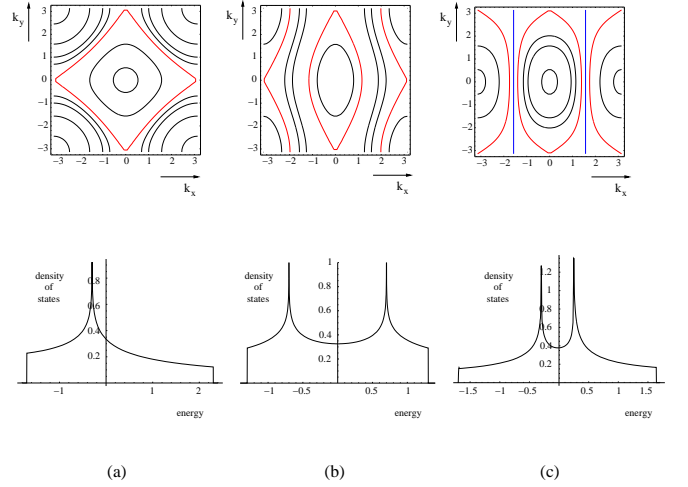 k_y
3
2
1
0
−1
−2
−3
−3 −2 −1 0 1 2 3
k_x
(a)
k_y
3
2
1
0
−1
−2
−3
−3 −2 −1 0 1 2 3
k_x
(b)
k_y
3
2
1
0
−1
−2
−3
−3 −2 −1 0 1 2 3
k_x
(c)
density
of
states
0.8
0.6
0.4
0.2
−1 1 2
energy
density
of
states
1
0.8
0.6
0.4
0.2
−1 −0.5 0.5 1
energy
density
of
states
1.2
1
0.8
0.6
0.4
0.2
−1.5 −1 −0.5 0.5 1 1.5
energy
(a)
(b)
(c)